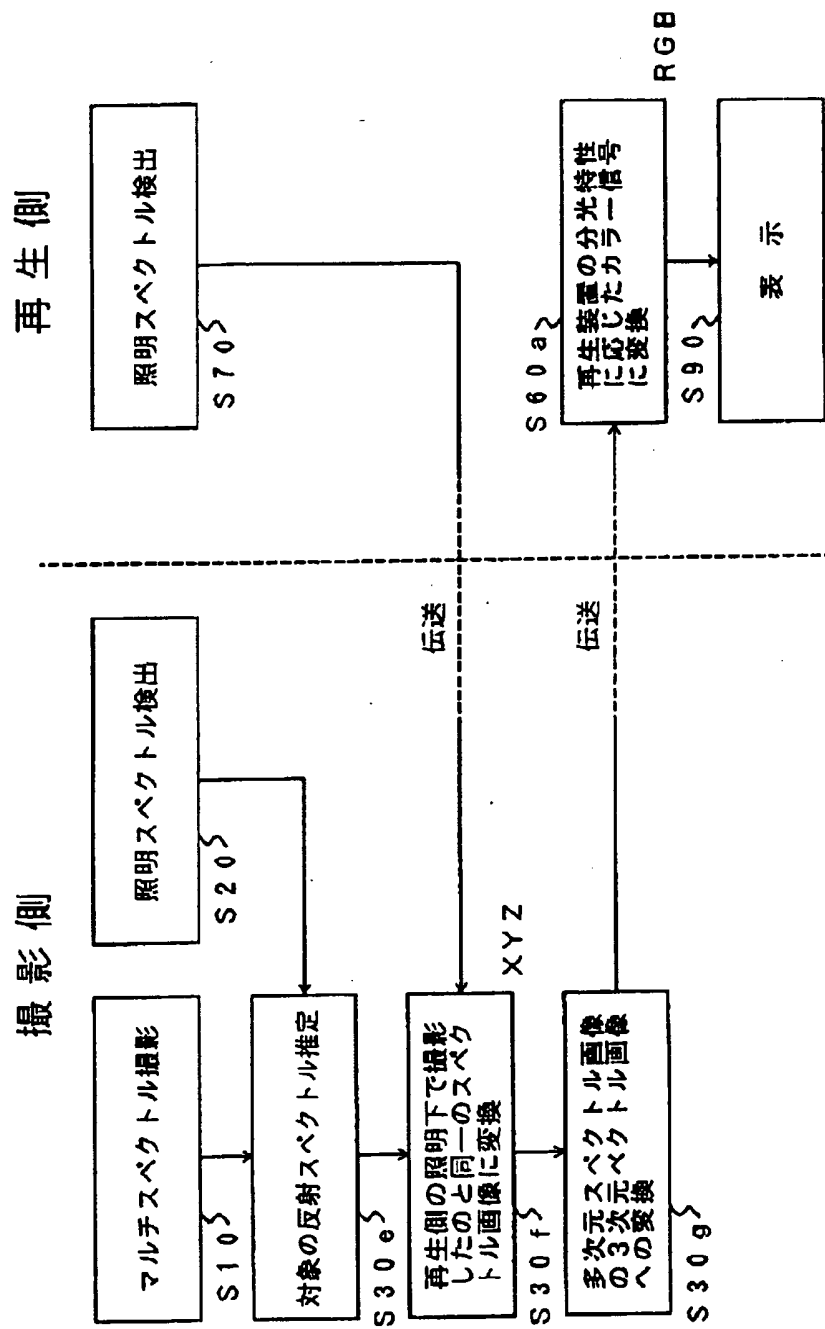 撮影側
再生側
マルチスペクトル撮影
S10
照明スペクトル検出
S20
照明スペクトル検出
S70
対象の反射スペクトル推定
S30e
伝送
再生側の照明下で撮影
したのと同一のスペク
トル画像に変換
S30f
XYZ
伝送
多次元スペクトル画像
の3次元ベクトル画像
への変換
S30g
再生装置の分光特性
に応じたカラー信号
に変換
S60a
RGB
表示
S90